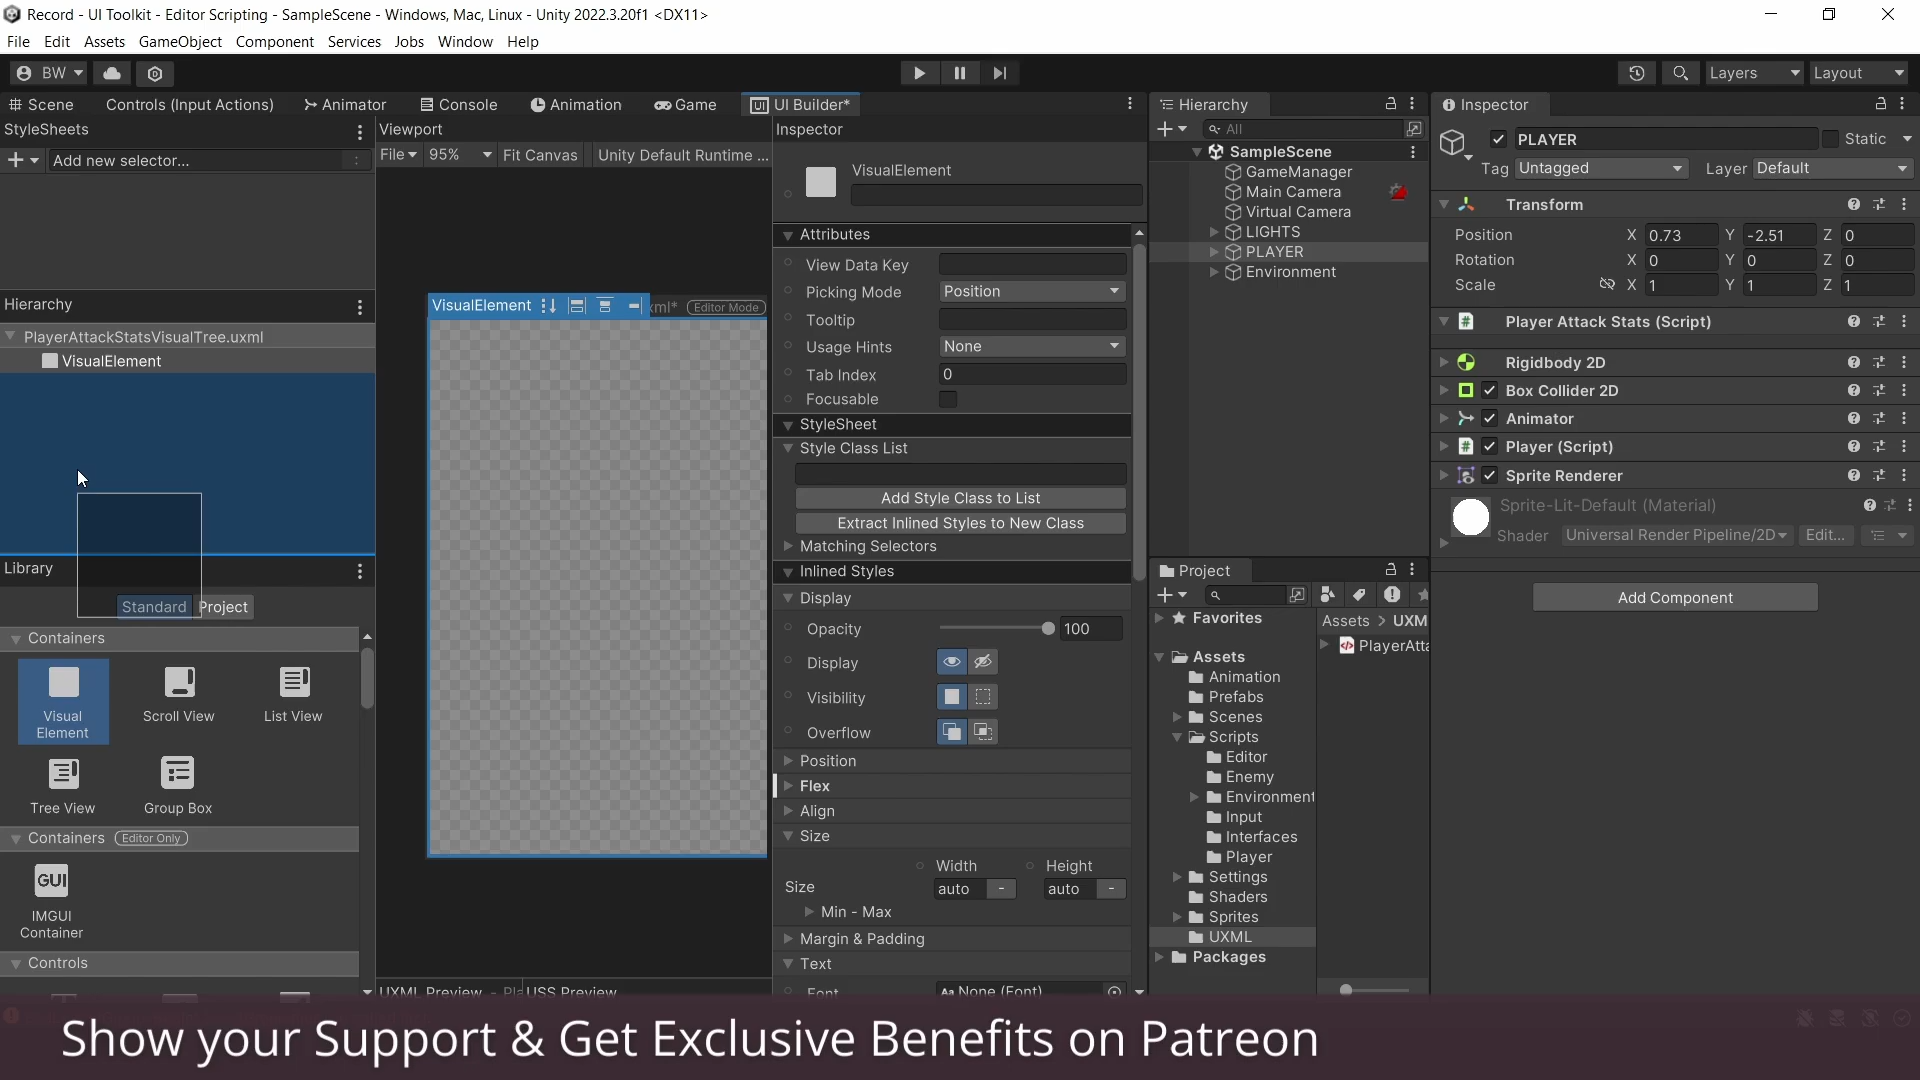 Record - UI Toolkit - Editor Scripting - SampleScene - Windows, Mac, Linux - Unity 2022.3.20f1 <DX11>
File Edit Assets GameObject Component Services Jobs Window Help
BW Layers Layout
Scene Controls (Input Actions) Animator Console Animation Game UI Builder*
StyleSheets
Add new selector...
Hierarchy
PlayerAttackStatsVisualTree.uxml
VisualElement
Library
Standard Project
Containers
Visual Element
Scroll View
List View
Tree View
Group Box
Containers Editor Only
GUI
IMGUI Container
Controls
Viewport
File 95% Fit Canvas Unity Default Runtime ...
VisualElement xml* Editor Mode
UXML Preview - Pla USS Preview
Inspector
VisualElement
Attributes
View Data Key
Picking Mode Position
Tooltip
Usage Hints None
Tab Index 0
Focusable
StyleSheet
Style Class List
Add Style Class to List
Extract Inlined Styles to New Class
Matching Selectors
Inlined Styles
Display
Opacity 100
Display
Visibility
Overflow
Position
Flex
Align
Size
Width Height
Size auto - auto -
Min - Max
Margin & Padding
Text
Font Aa None (Font)
Hierarchy
All
SampleScene
GameManager
Main Camera
Virtual Camera
LIGHTS
PLAYER
Environment
Project
Favorites
Assets
Animation
Prefabs
Scenes
Scripts
Editor
Enemy
Environment
Input
Interfaces
Player
Settings
Shaders
Sprites
UXML
Packages
Assets > UXM
PlayerAtta
Inspector
PLAYER Static
Tag Untagged Layer Default
Transform
Position X 0.73 Y -2.51 Z 0
Rotation X 0 Y 0 Z 0
Scale X 1 Y 1 Z 1
Player Attack Stats (Script)
Rigidbody 2D
Box Collider 2D
Animator
Player (Script)
Sprite Renderer
Sprite-Lit-Default (Material)
Shader Universal Render Pipeline/2D Edit...
Add Component
Show your Support & Get Exclusive Benefits on Patreon